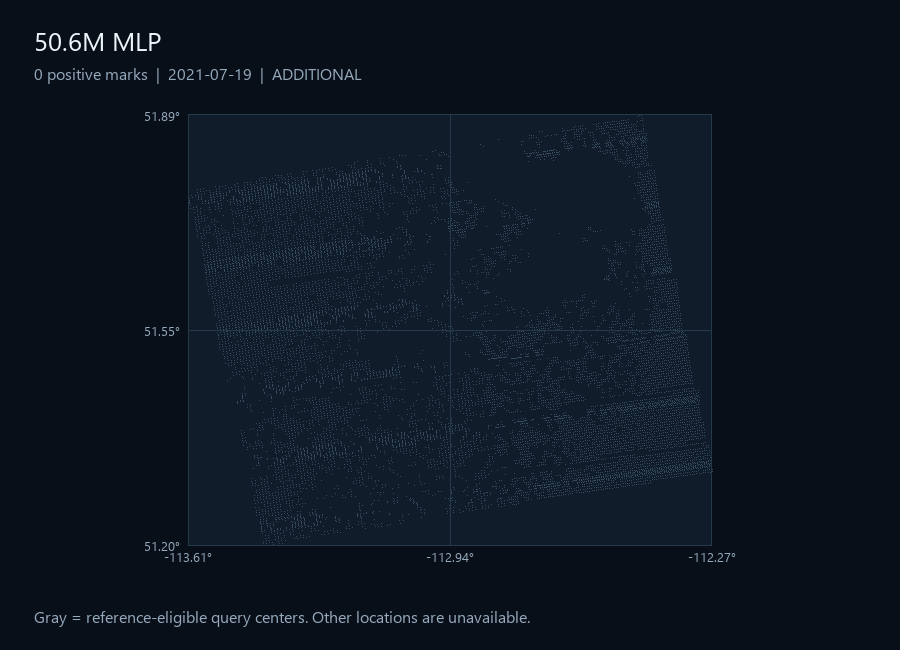 50.6M MLP
0 positive marks | 2021-07-19 | ADDITIONAL
51.89°
51.55°
51.20°
-113.61°
-112.94°
-112.27°
Gray = reference-eligible query centers. Other locations are unavailable.